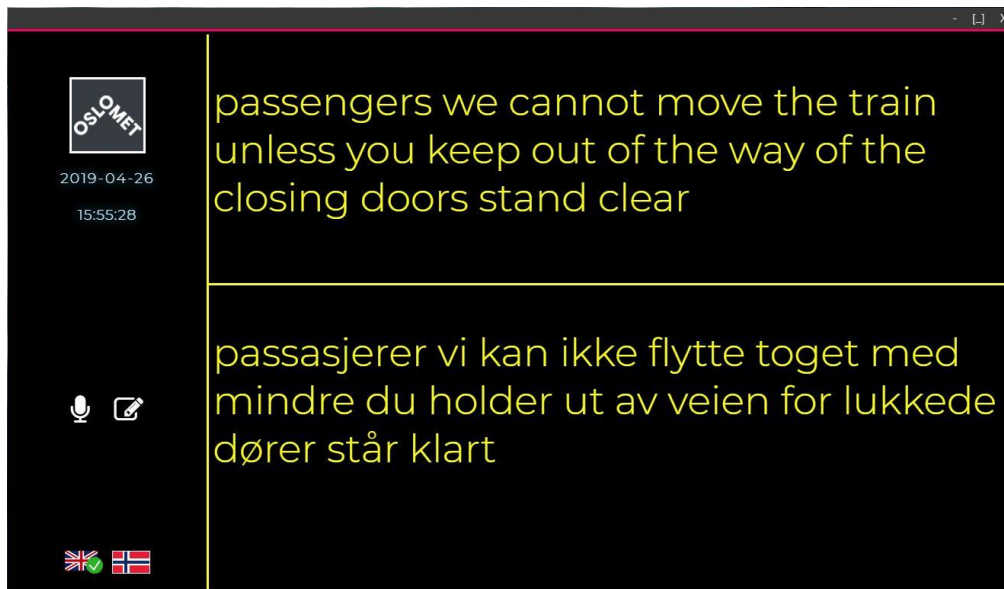 - [_] X
OSLOMET
2019-04-26
15:55:28
passengers we cannot move the train
unless you keep out of the way of the
closing doors stand clear
passasjerer vi kan ikke flytte toget med
mindre du holder ut av veien for lukkede
dører står klart